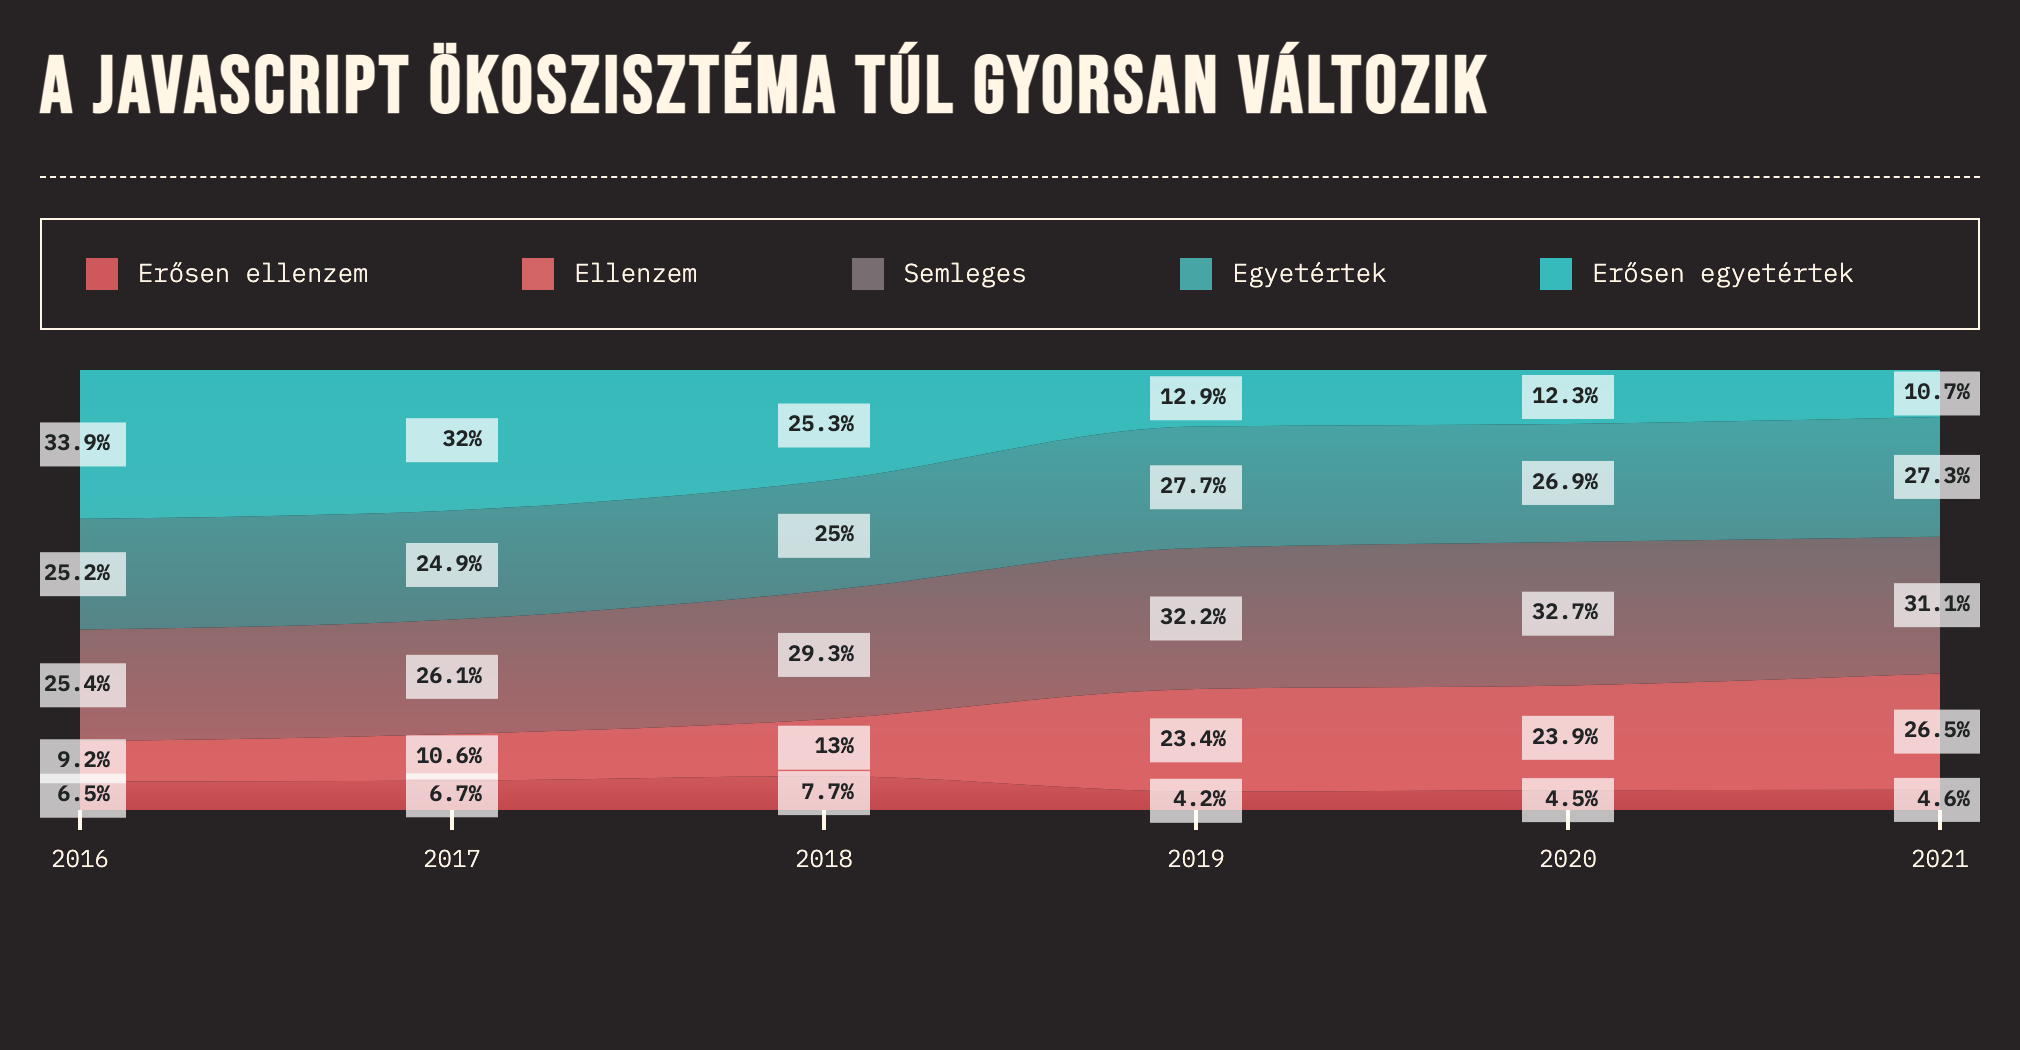 A JAVASCRIPT ÖKOSZISZTÉMA TÚL GYORSAN VÁLTOZIK
Erősen ellenzem Ellenzem Semleges Egyetértek Erősen egyetértek
33.9% 32% 25.3% 12.9% 12.3% 10.7%
25.2% 24.9% 25% 27.7% 26.9% 27.3%
25.4% 26.1% 29.3% 32.2% 32.7% 31.1%
9.2% 10.6% 13% 23.4% 23.9% 26.5%
6.5% 6.7% 7.7% 4.2% 4.5% 4.6%
2016 2017 2018 2019 2020 2021